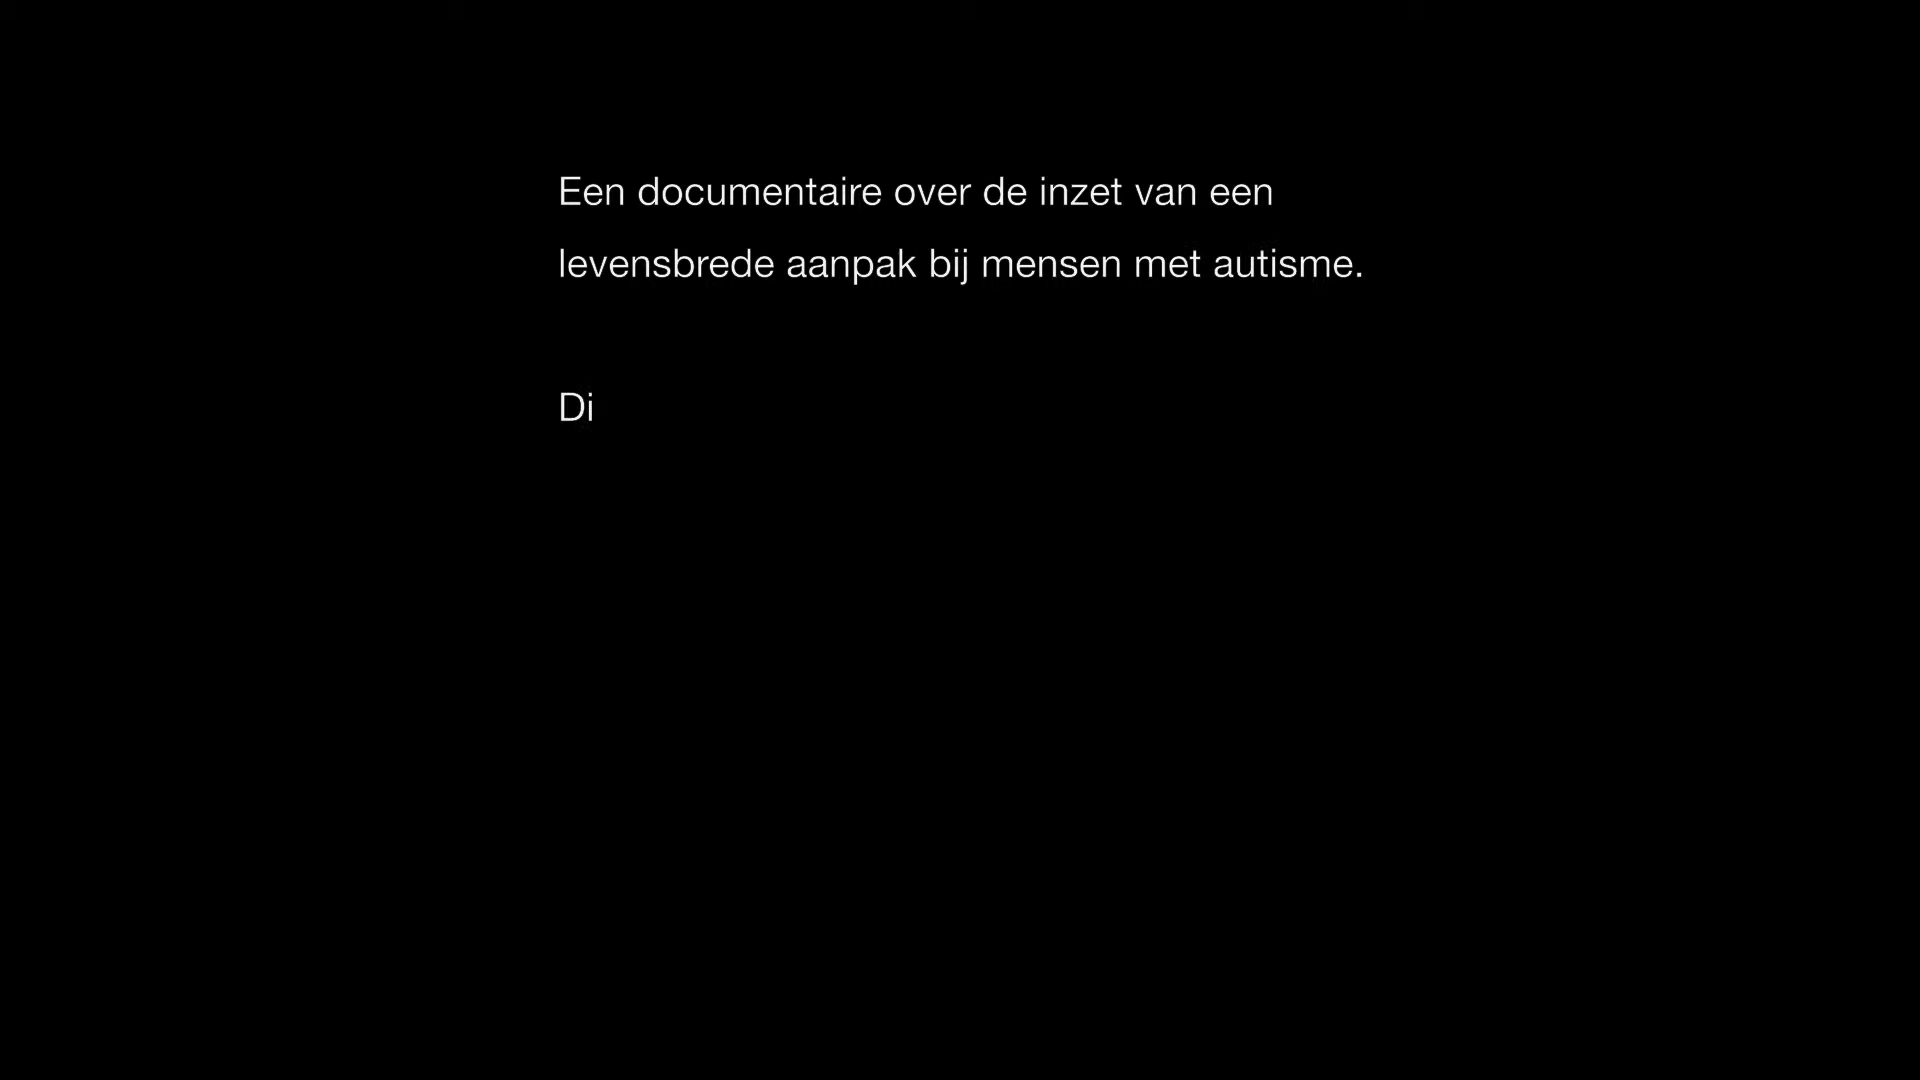 Een documentaire over de inzet van een
levensbrede aanpak bij mensen met autisme.
Di